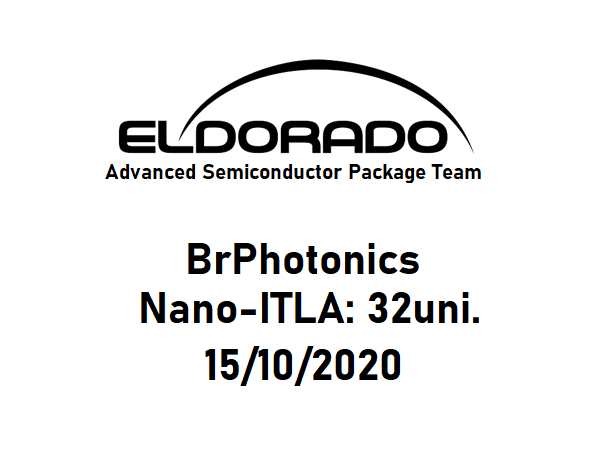 ELDORADO
Advanced Semiconductor Package Team
BrPhotonics
Nano-ITLA: 32uni.
15/10/2020